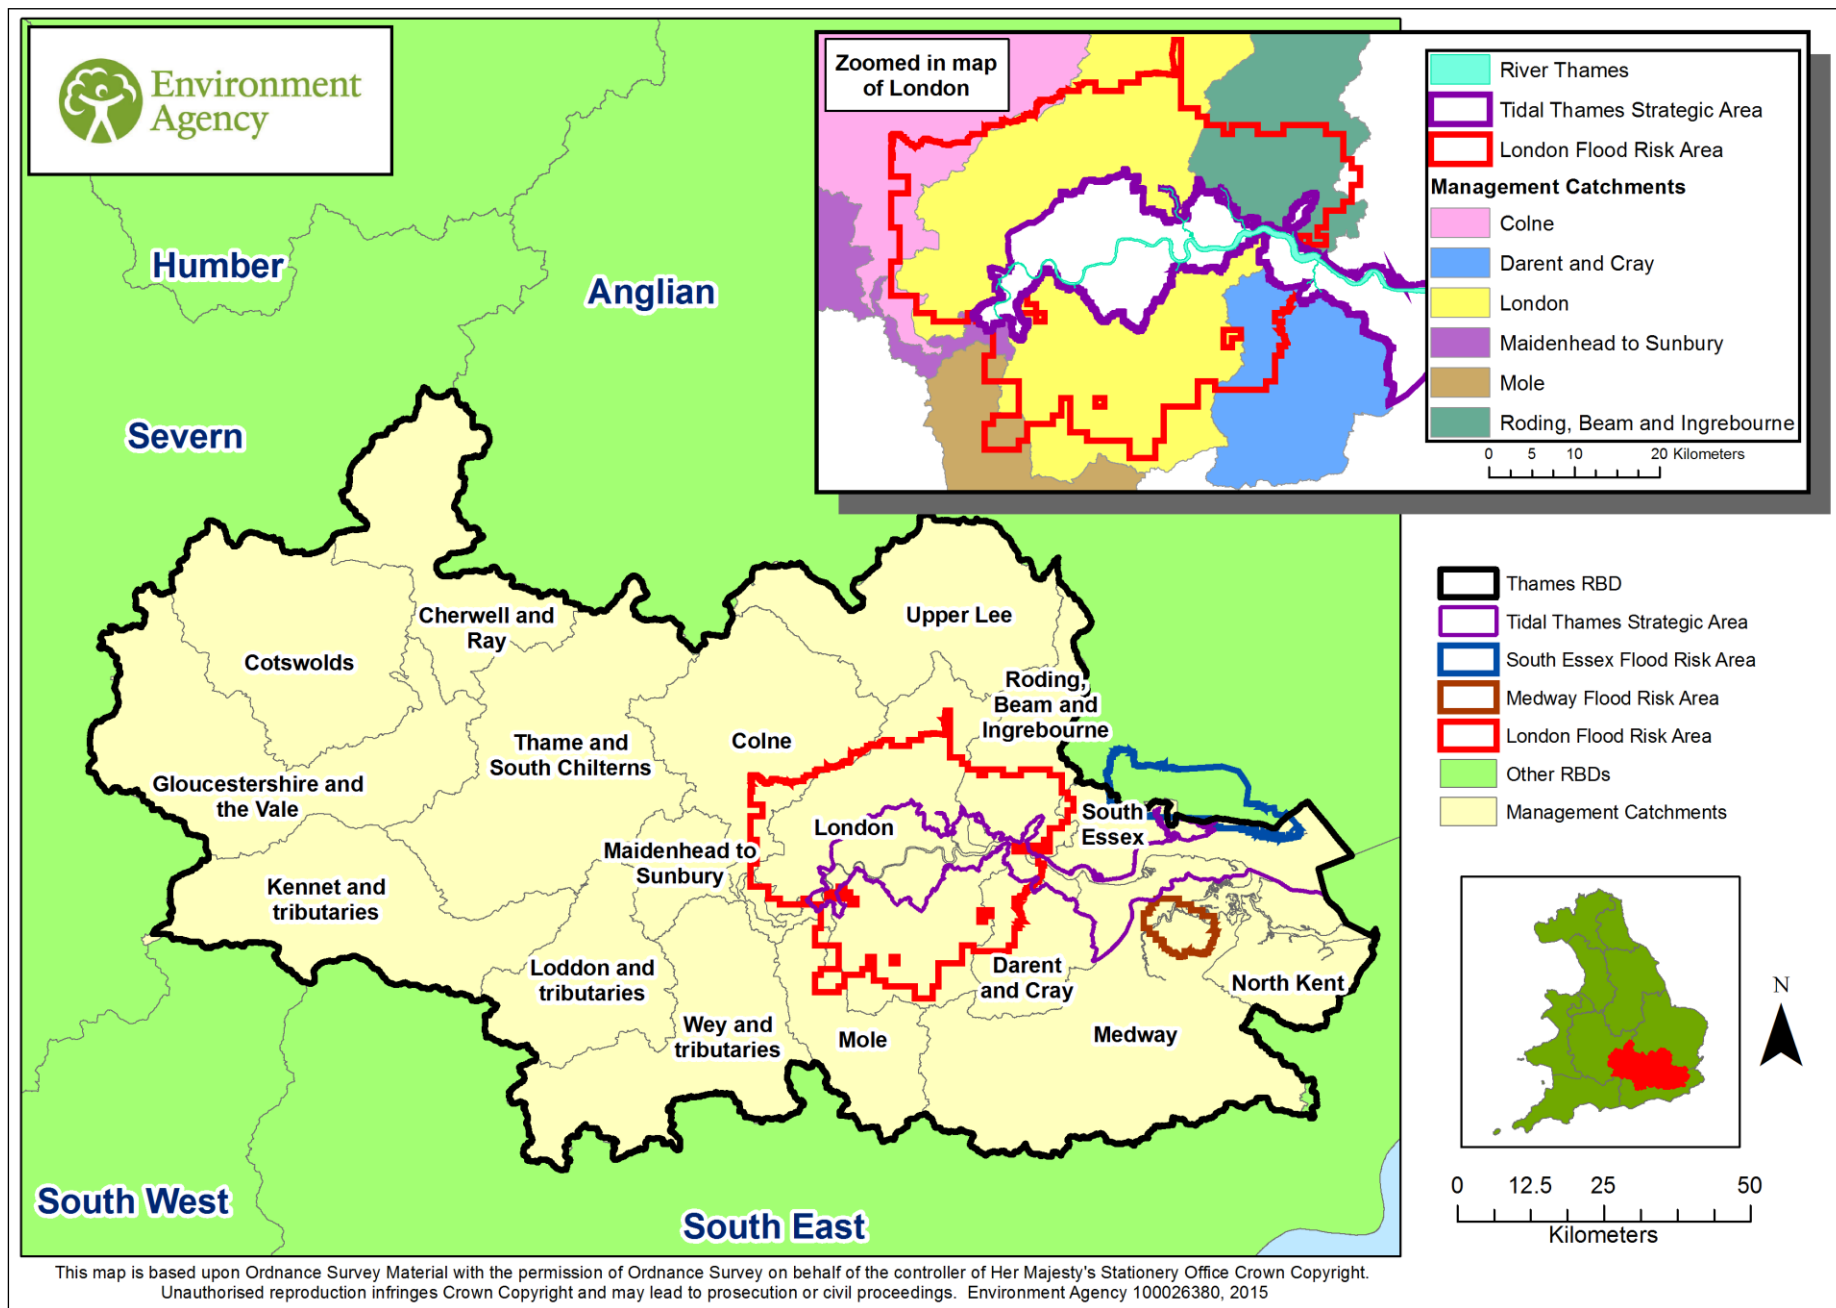 Environment
Agency
Zoomed in map
of London
River Thames
Tidal Thames Strategic Area
London Flood Risk Area
Management Catchments
Colne
Darent and Cray
London
Maidenhead to Sunbury
Mole
Roding, Beam and Ingrebourne
0 5 10 20 Kilometers
Humber
Anglian
Severn
Cherwell and
Ray
Upper Lee
Cotswolds
Roding,
Beam and
Ingrebourne
Thame and
South Chilterns
Colne
Gloucestershire and
the Vale
London
South
Essex
Maidenhead to
Sunbury
Kennet and
tributaries
Loddon and
tributaries
Darent
and Cray
North Kent
Wey and
tributaries
Mole
Medway
South West
South East
Thames RBD
Tidal Thames Strategic Area
South Essex Flood Risk Area
Medway Flood Risk Area
London Flood Risk Area
Other RBDs
Management Catchments
N
0 12.5 25 50
Kilometers
This map is based upon Ordnance Survey Material with the permission of Ordnance Survey on behalf of the controller of Her Majesty's Stationery Office Crown Copyright.
Unauthorised reproduction infringes Crown Copyright and may lead to prosecution or civil proceedings. Environment Agency 100026380, 2015